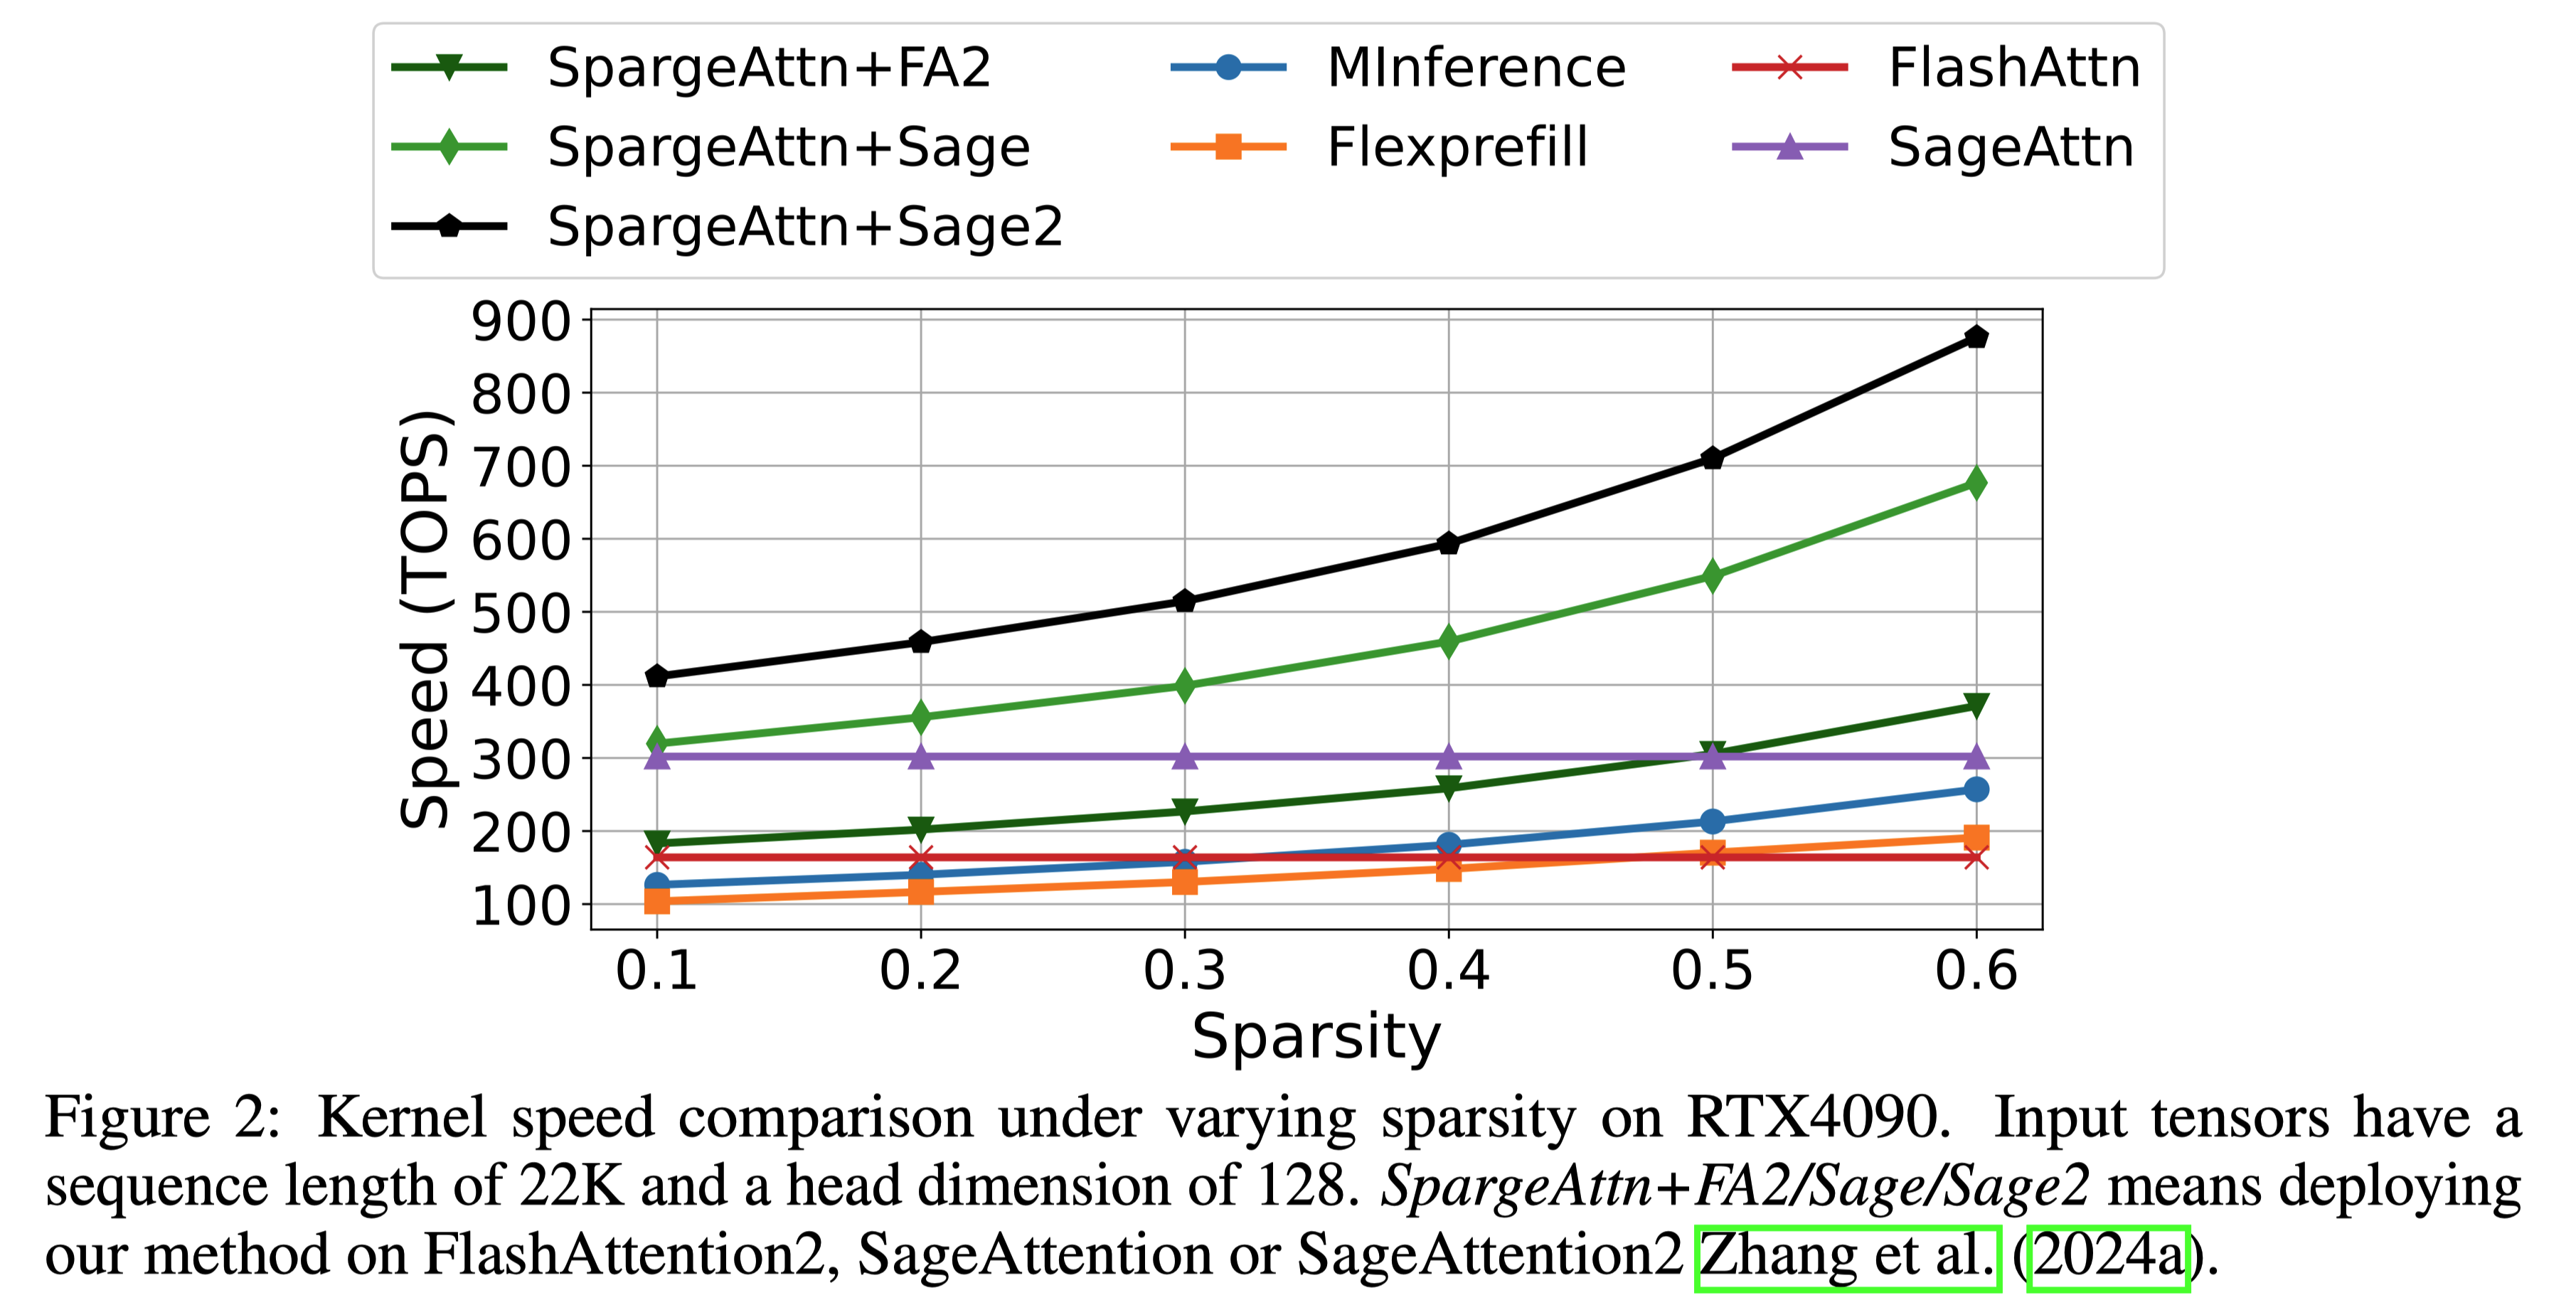 SpargeAttn+FA2
SpargeAttn+Sage
SpargeAttn+Sage2
MInference
Flexprefill
FlashAttn
SageAttn
Speed (TOPS)
900
800
700
600
500
400
300
200
100
0.1 0.2 0.3 0.4 0.5 0.6
Sparsity
Figure 2: Kernel speed comparison under varying sparsity on RTX4090. Input tensors have a
sequence length of 22K and a head dimension of 128. SpargeAttn+FA2/Sage/Sage2 means deploying
our method on FlashAttention2, SageAttention or SageAttention2 Zhang et al. (2024a).